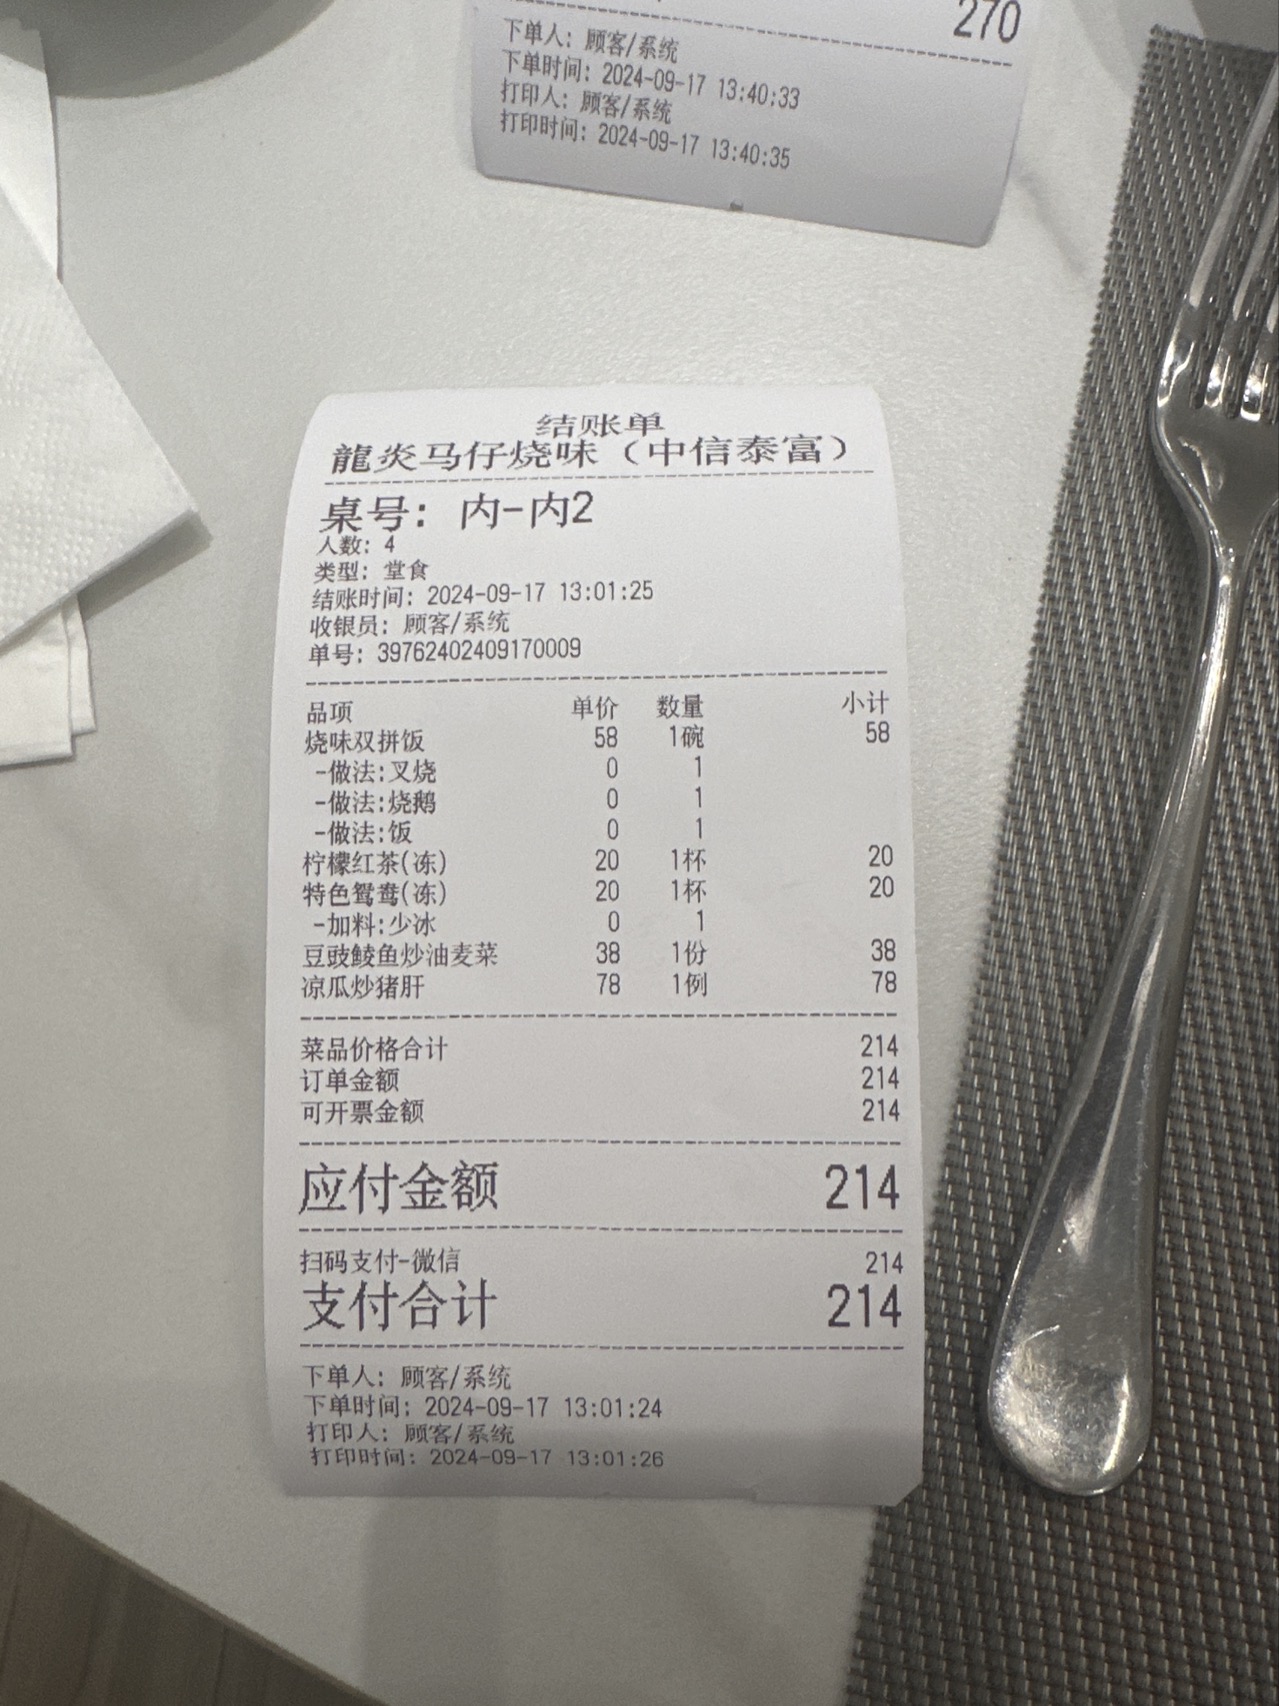 270
下单人: 顾客/系统
下单时间: 2024-09-17 13:40:33
打印人: 顾客/系统
打印时间: 2024-09-17 13:40:35
结账单
龍炎马仔烧味（中信泰富）
桌号: 内-内2
人数: 4
类型: 堂食
结账时间: 2024-09-17 13:01:25
收银员: 顾客/系统
单号: 39762402409170009
品项 单价 数量 小计
烧味双拼饭 58 1碗 58
-做法:叉烧 0 1
-做法:烧鹅 0 1
-做法:饭 0 1
柠檬红茶(冻) 20 1杯 20
特色鸳鸯(冻) 20 1杯 20
-加料:少冰 0 1
豆豉鲮鱼炒油麦菜 38 1份 38
凉瓜炒猪肝 78 1例 78
菜品价格合计 214
订单金额 214
可开票金额 214
应付金额 214
扫码支付-微信 214
支付合计 214
下单人: 顾客/系统
下单时间: 2024-09-17 13:01:24
打印人: 顾客/系统
打印时间: 2024-09-17 13:01:26